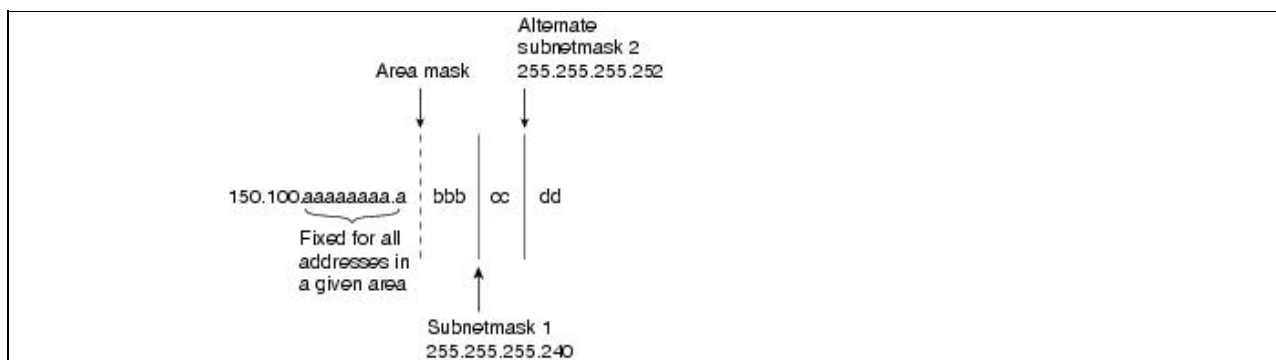 Alternate
subnetmask 2
255.255.255.252
Area mask
150.100.aaaaaaaa.a bbb cc dd
Fixed for all
addresses in
a given area
Subnetmask 1
255.255.255.240